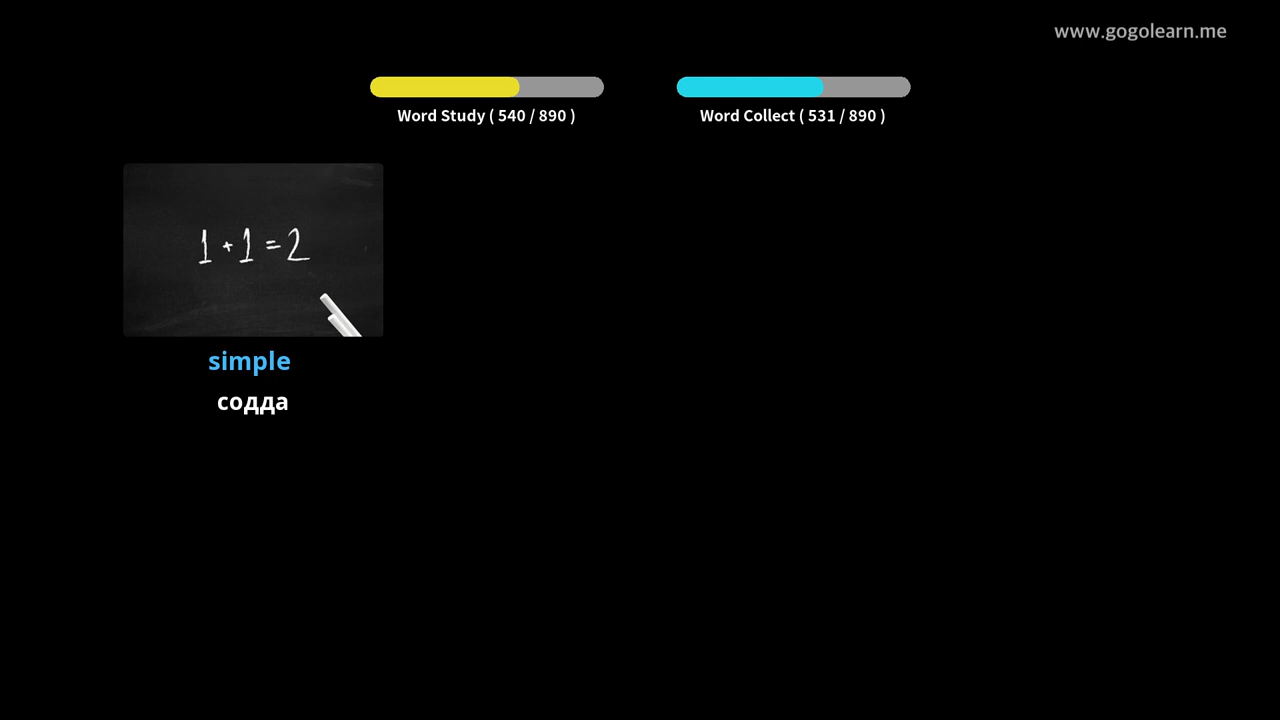 www.gogolearn.me
Word Study ( 540 / 890 )
Word Collect ( 531 / 890 )
1 + 1 = 2
simple
содда